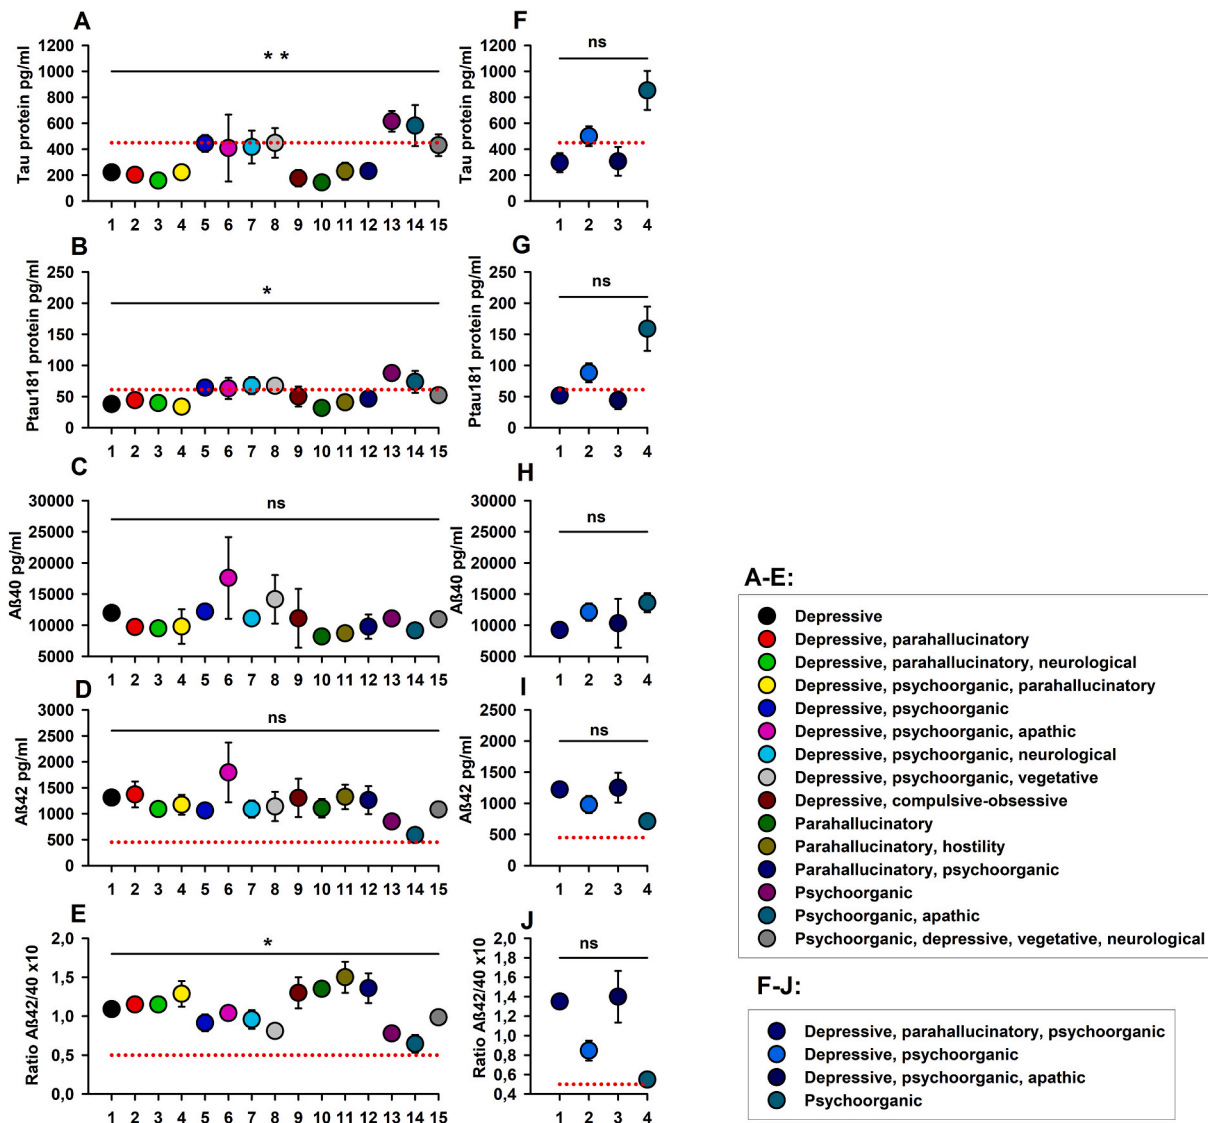 A
Tau protein pg/ml
1200
1000
800
600
400
200
0
* *
1 2 3 4 5 6 7 8 9 10 11 12 13 14 15
F
Tau protein pg/ml
1200
1000
800
600
400
200
0
ns
1 2 3 4
B
Ptau181 protein pg/ml
250
200
150
100
50
0
*
1 2 3 4 5 6 7 8 9 10 11 12 13 14 15
G
Ptau181 protein pg/ml
250
200
150
100
50
0
ns
1 2 3 4
C
Aß40 pg/ml
30000
25000
20000
15000
10000
5000
ns
1 2 3 4 5 6 7 8 9 10 11 12 13 14 15
H
Aß40 pg/ml
30000
25000
20000
15000
10000
5000
ns
1 2 3 4
D
Aß42 pg/ml
3000
2500
2000
1500
1000
500
0
ns
1 2 3 4 5 6 7 8 9 10 11 12 13 14 15
I
Aß42 pg/ml
2500
2000
1500
1000
500
0
ns
1 2 3 4
E
Ratio Aß42/40 x10
2,0
1,5
1,0
0,5
0,0
*
1 2 3 4 5 6 7 8 9 10 11 12 13 14 15
J
Ratio Aß42/40 x10
2,0
1,8
1,6
1,4
1,2
1,0
0,8
0,6
0,4
ns
1 2 3 4
A-E:
Depressive
Depressive, parahallucinatory
Depressive, parahallucinatory, neurological
Depressive, psychoorganic, parahallucinatory
Depressive, psychoorganic
Depressive, psychoorganic, apathic
Depressive, psychoorganic, neurological
Depressive, psychoorganic, vegetative
Depressive, compulsive-obsessive
Parahallucinatory
Parahallucinatory, hostility
Parahallucinatory, psychoorganic
Psychoorganic
Psychoorganic, apathic
Psychoorganic, depressive, vegetative, neurological
F-J:
Depressive, parahallucinatory, psychoorganic
Depressive, psychoorganic
Depressive, psychoorganic, apathic
Psychoorganic